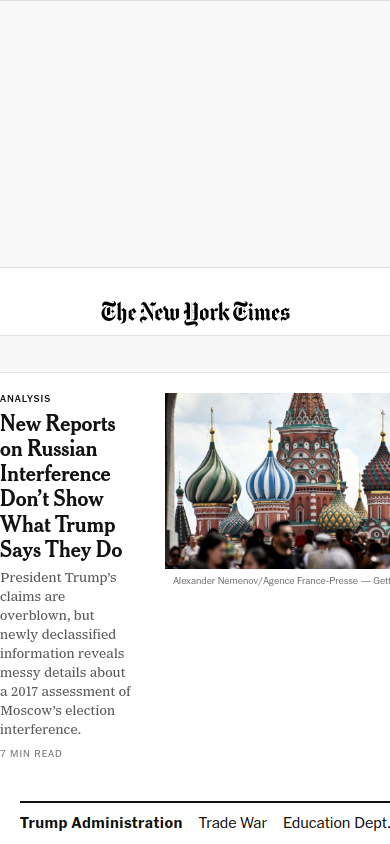 The New York Times
ANALYSIS
New Reports
on Russian
Interference
Don’t Show
What Trump
Says They Do
President Trump’s
claims are
overblown, but
newly declassified
information reveals
messy details about
a 2017 assessment of
Moscow’s election
interference.
7 MIN READ
Alexander Nemenov/Agence France-Presse — Gett
Trump Administration Trade War Education Dept.